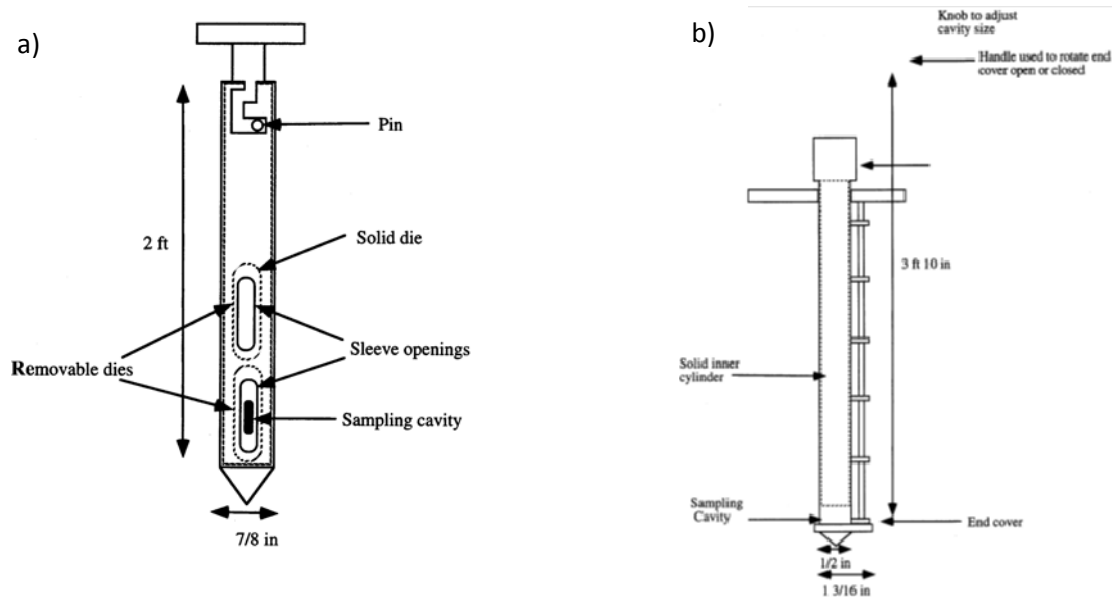 a)
Pin
Solid die
2 ft
Sleeve openings
Removable dies
Sampling cavity
7/8 in
b)
Knob to adjust
cavity size
Handle used to rotate end
cover open or closed
3 ft 10 in
Solid inner
cylinder
Sampling
Cavity
End cover
1/2 in
1 3/16 in